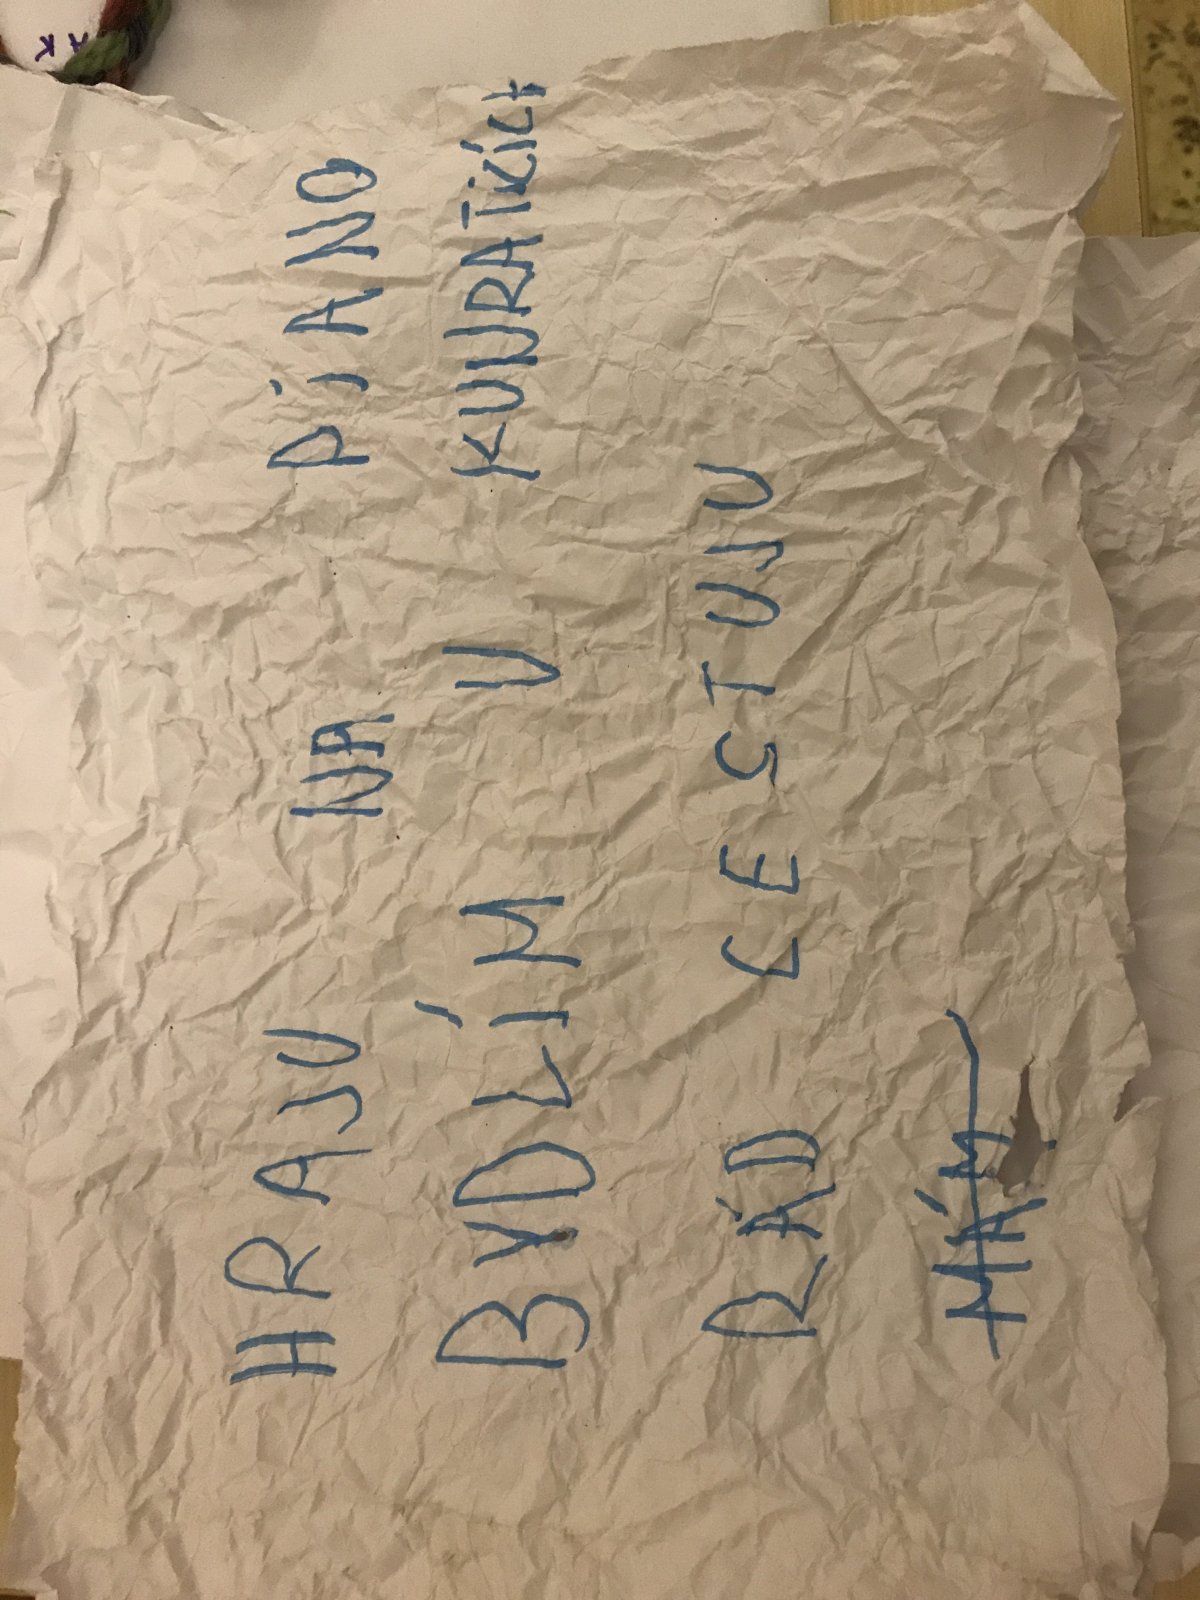 HRAJU NA PiANO
BYDLÍM V KUNRATICÍCH
RÁD CESTUJU
MÁM